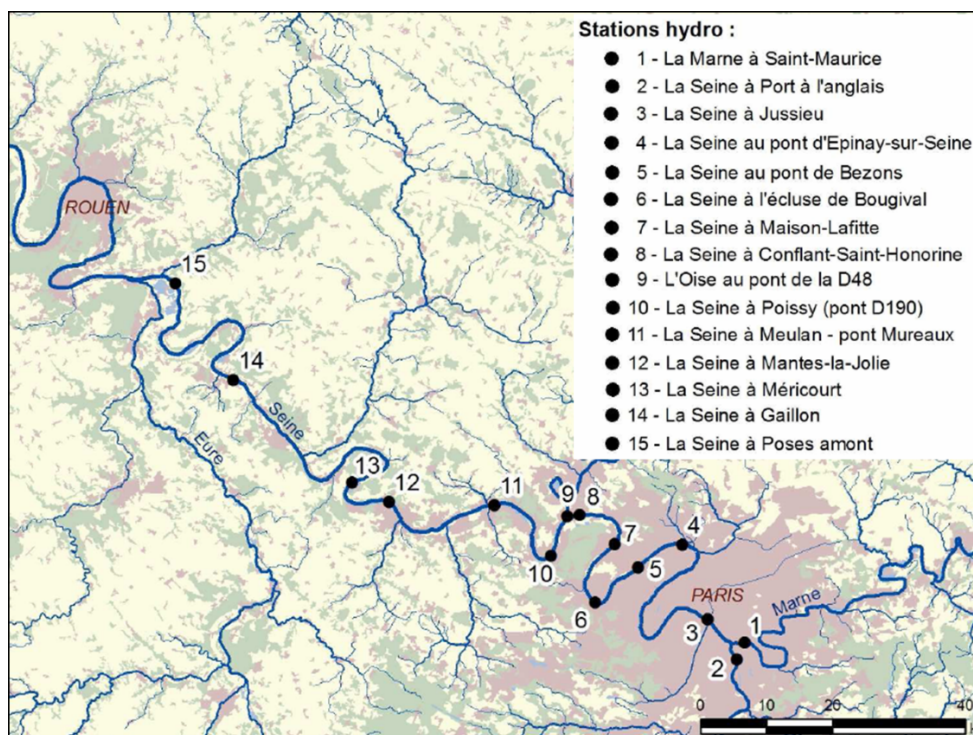 Stations hydro :
1 - La Marne à Saint-Maurice
2 - La Seine à Port à l'anglais
3 - La Seine à Jussieu
4 - La Seine au pont d'Epinay-sur-Seine
5 - La Seine au pont de Bezons
6 - La Seine à l'écluse de Bougival
7 - La Seine à Maison-Lafitte
8 - La Seine à Conflant-Saint-Honorine
9 - L'Oise au pont de la D48
10 - La Seine à Poissy (pont D190)
11 - La Seine à Meulan - pont Mureaux
12 - La Seine à Mantes-la-Jolie
13 - La Seine à Méricourt
14 - La Seine à Gaillon
15 - La Seine à Poses amont
ROUEN
15
14
Seine
Eure
13
12
11
9
8
10
7
4
5
6
PARIS
Marne
3
1
2
0
10
20
40